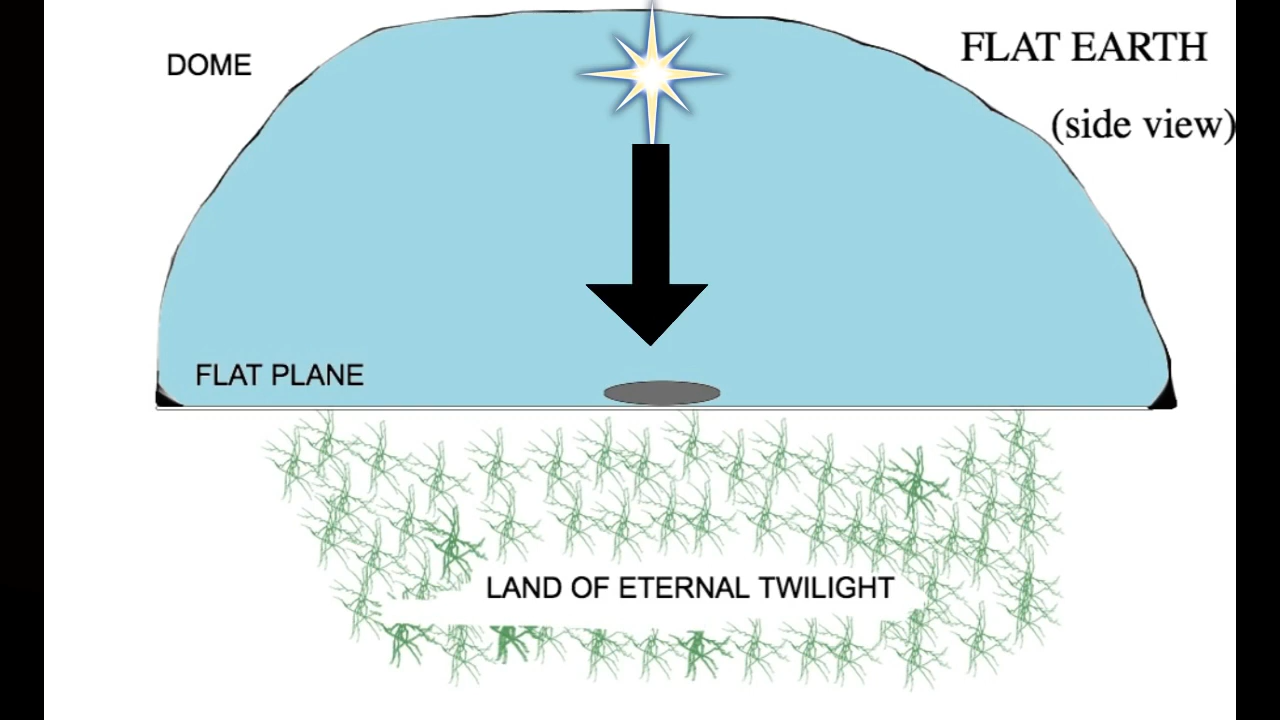 FLAT EARTH
DOME
(side view)
FLAT PLANE
LAND OF ETERNAL TWILIGHT